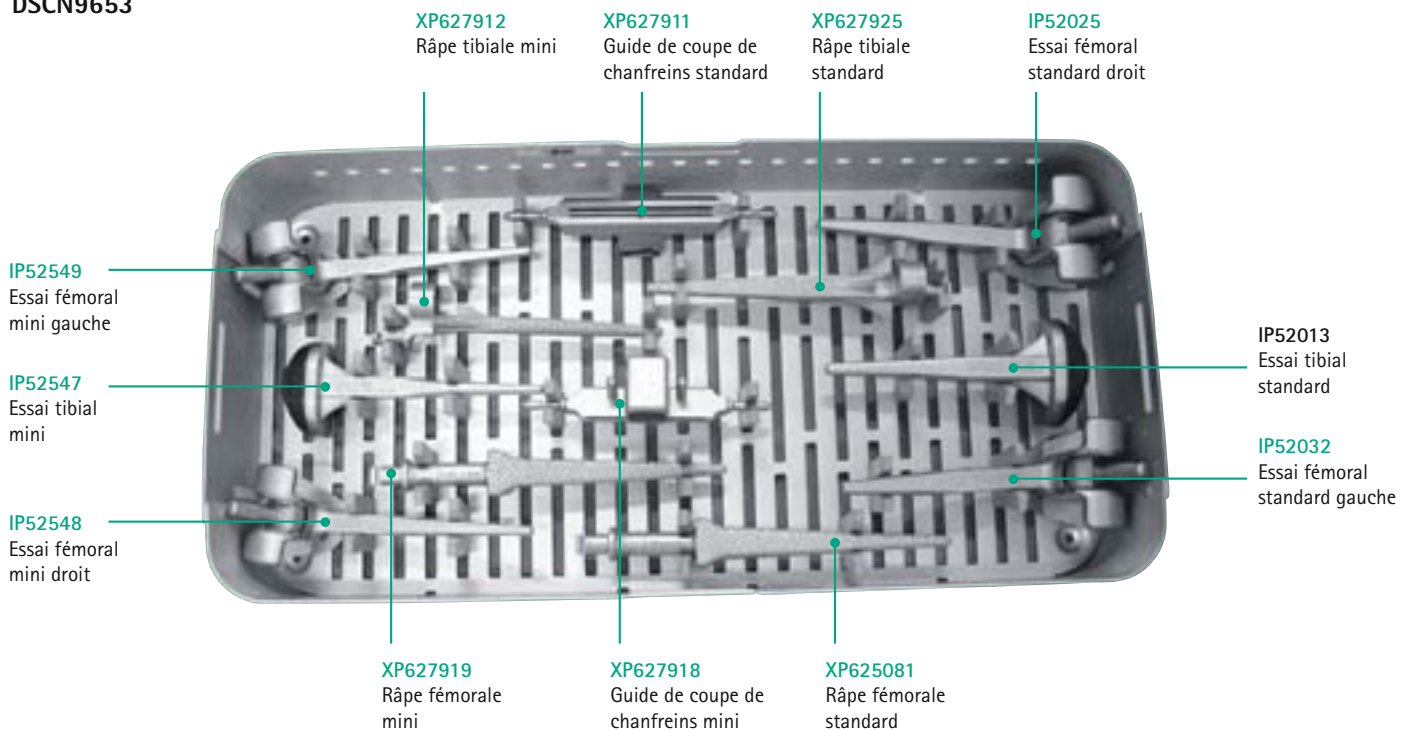 DSCN9653
XP627912
Râpe tibiale mini
XP627911
Guide de coupe de
chanfreins standard
XP627925
Râpe tibiale
standard
IP52025
Essai fémoral
standard droit
IP52549
Essai fémoral
mini gauche
IP52547
Essai tibial
mini
IP52548
Essai fémoral
mini droit
IP52013
Essai tibial
standard
IP52032
Essai fémoral
standard gauche
XP627919
Râpe fémorale
mini
XP627918
Guide de coupe de
chanfreins mini
XP625081
Râpe fémorale
standard